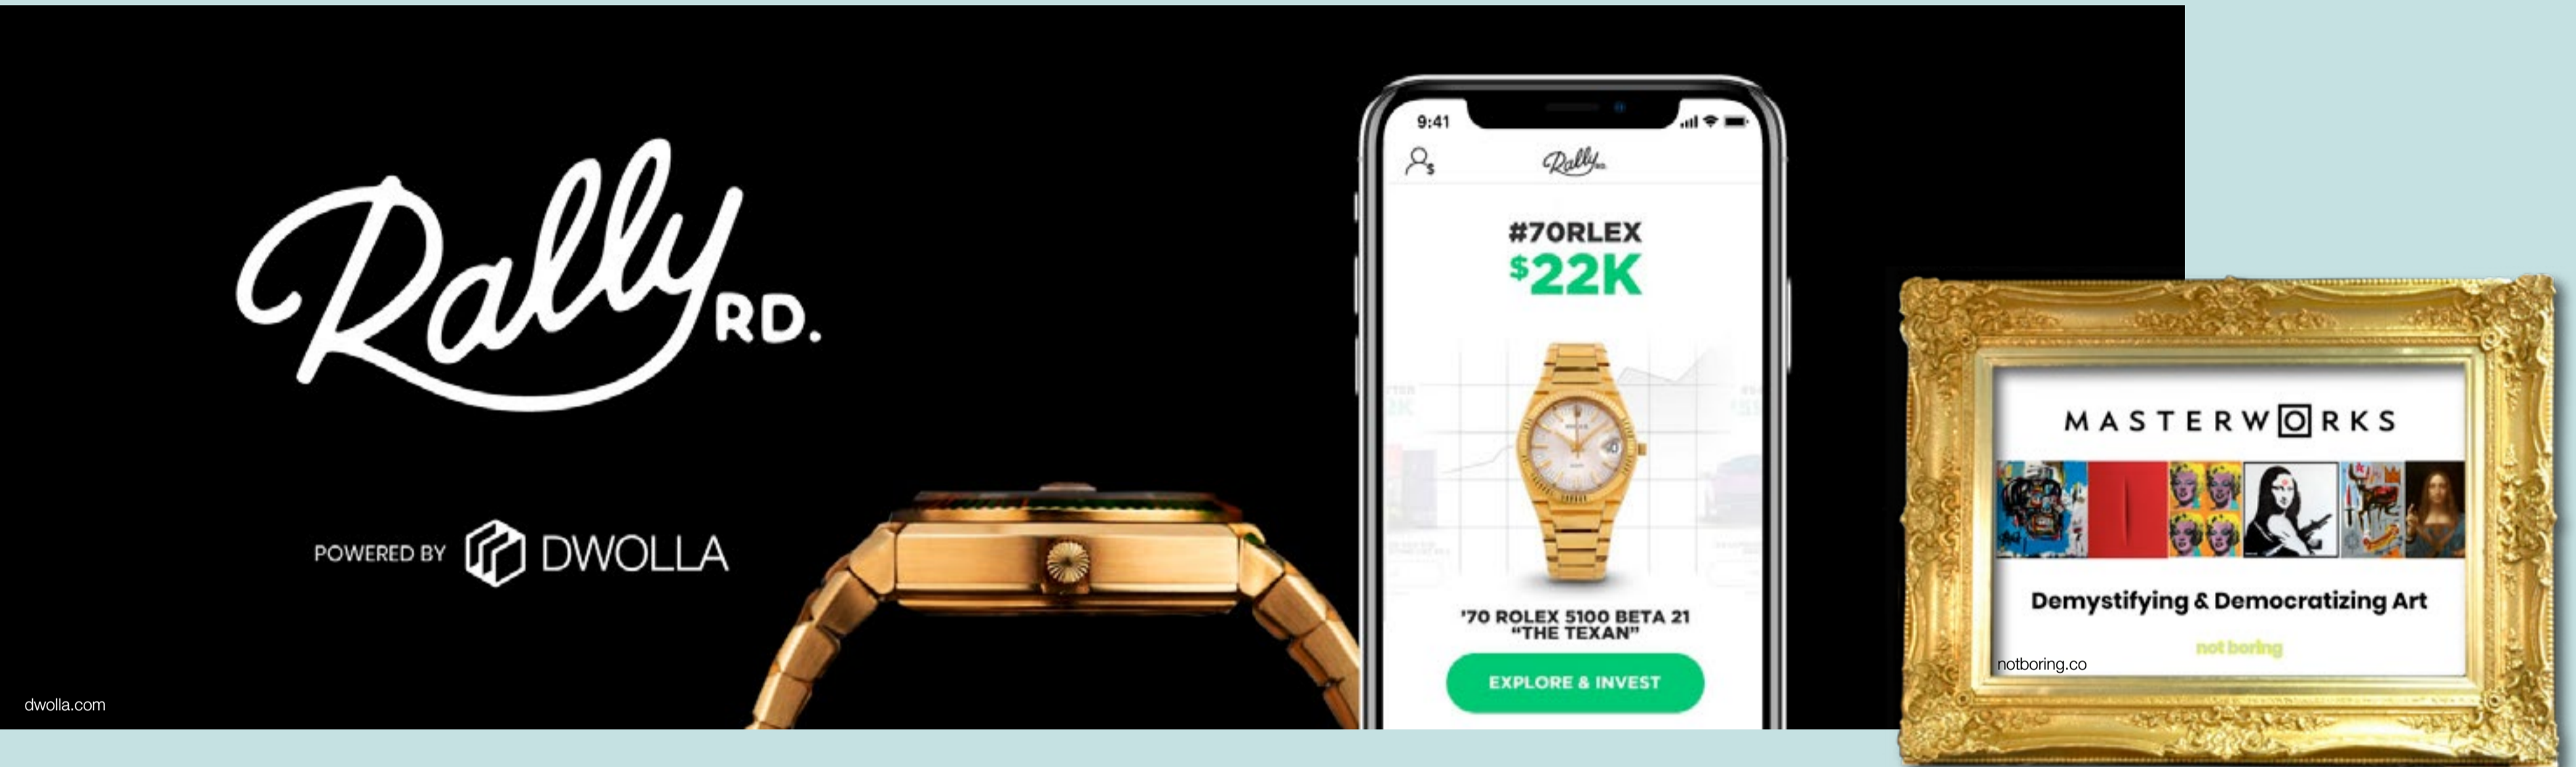 Rally RD.
POWERED BY DWOLLA
dwolla.com
9:41
Rally RD.
#70RLEX
$22K
'70 ROLEX 5100 BETA 21
“THE TEXAN”
EXPLORE & INVEST
MASTERWORKS
Demystifying & Democratizing Art
not boring
notboring.co